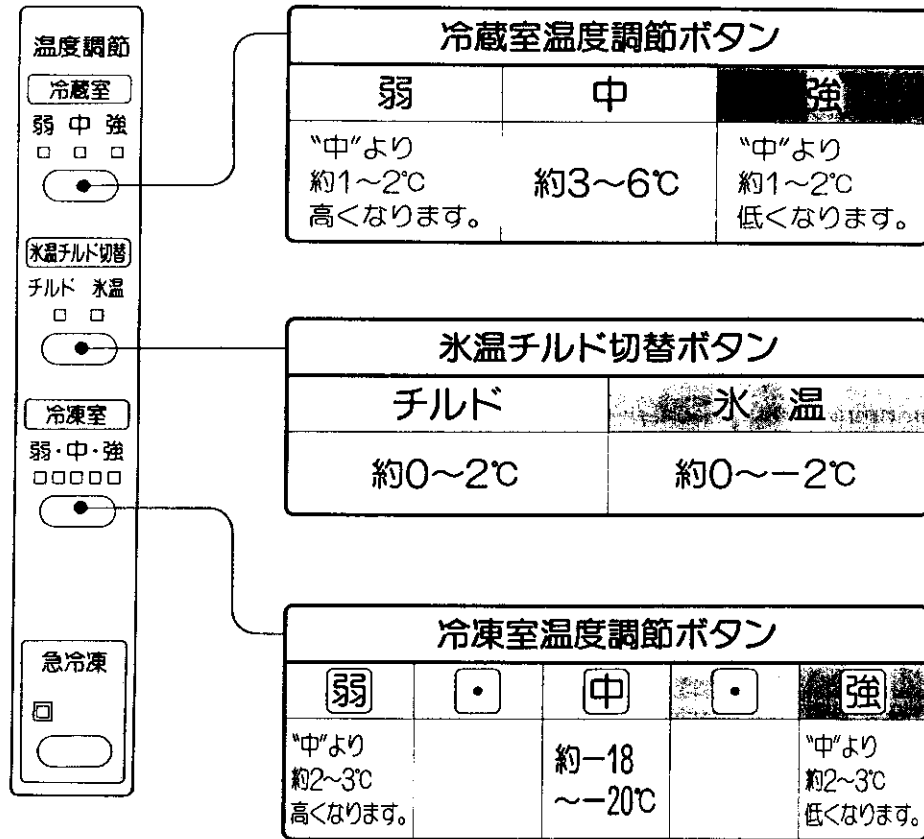 温度調節
冷蔵室
弱 中 強
氷温チルド切替
チルド 氷温
冷凍室
弱・中・強
急冷凍
冷蔵室温度調節ボタン
弱 中 強
“中”より
約1～2℃
高くなります。
約3～6℃
“中”より
約1～2℃
低くなります。
氷温チルド切替ボタン
チルド 氷温
約0～2℃ 約0～－2℃
冷凍室温度調節ボタン
弱 ・ 中 ・ 強
“中”より
約2～3℃
高くなります。
約－18
～－20℃
“中”より
約2～3℃
低くなります。